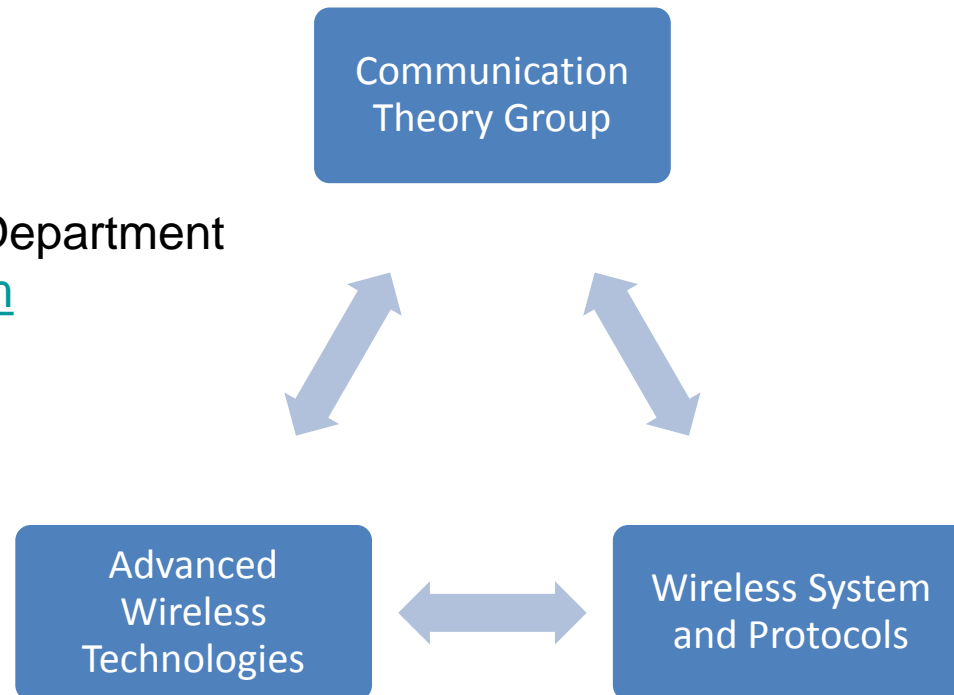 Communication
Theory Group
Department
Advanced
Wireless
Technologies
Wireless System
and Protocols